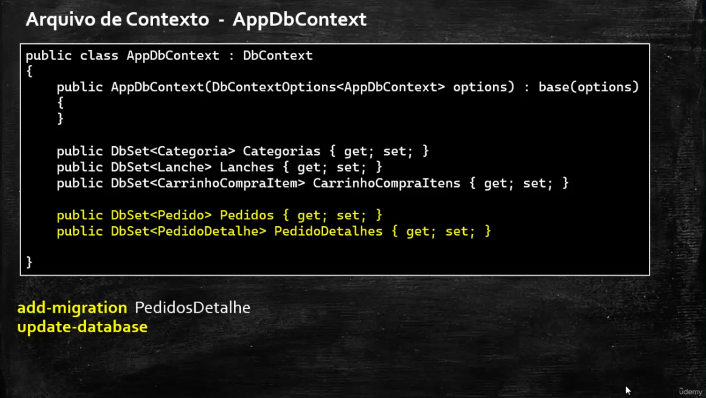 Arquivo de Contexto - AppDbContext
public class AppDbContext : DbContext
{
public AppDbContext(DbContextOptions<AppDbContext> options) : base(options)
{
}
public DbSet<Categoria> Categorias { get; set; }
public DbSet<Lanche> Lanches { get; set; }
public DbSet<CarrinhoCompraItem> CarrinhoCompraItens { get; set; }
public DbSet<Pedido> Pedidos { get; set; }
public DbSet<PedidoDetalhe> PedidoDetalhes { get; set; }
}
add-migration PedidosDetalhe
update-database
ûdemy